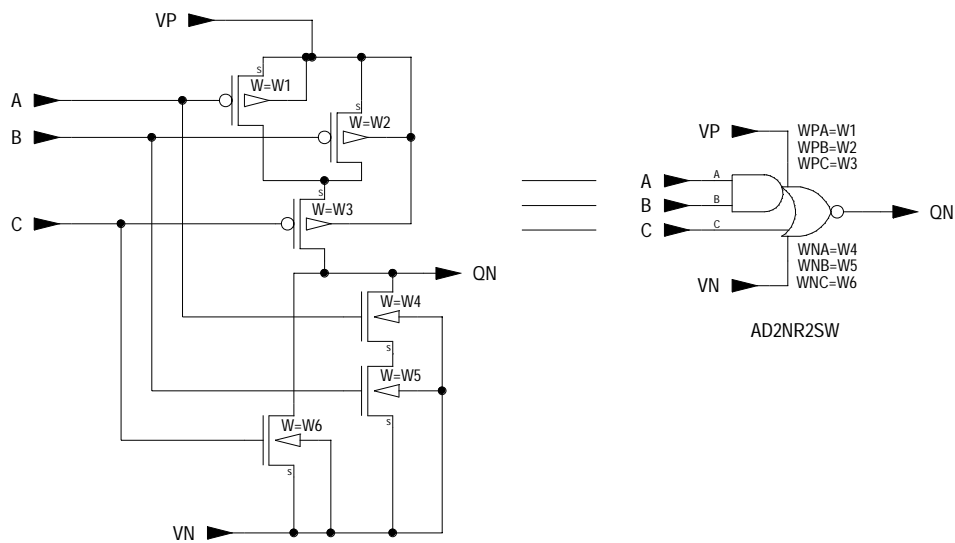 VP
S
W=W1
A
S
W=W2
B
S
W=W3
C
QN
W=W4
S
W=W5
S
W=W6
S
VN
VP
WPA=W1
WPB=W2
WPC=W3
A
A
B
B
C
C
QN
WNA=W4
WNB=W5
WNC=W6
VN
AD2NR2SW